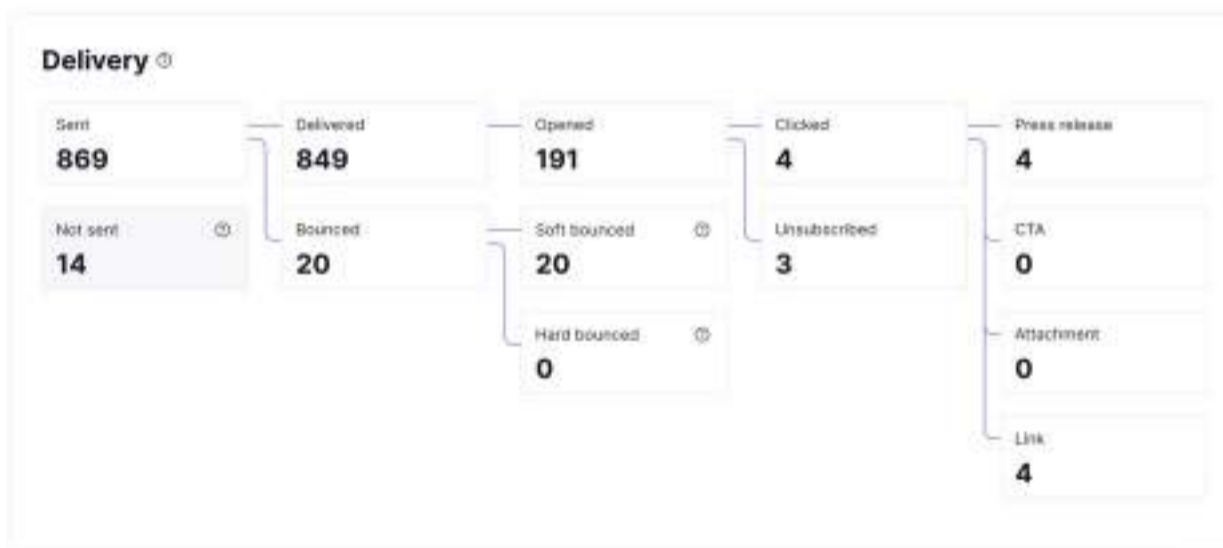 Delivery
Sent
869
Delivered
849
Opened
191
Clicked
4
Press release
4
Not sent
14
Bounced
20
Soft bounced
20
Unsubscribed
3
CTA
0
Hard bounced
0
Attachment
0
Link
4